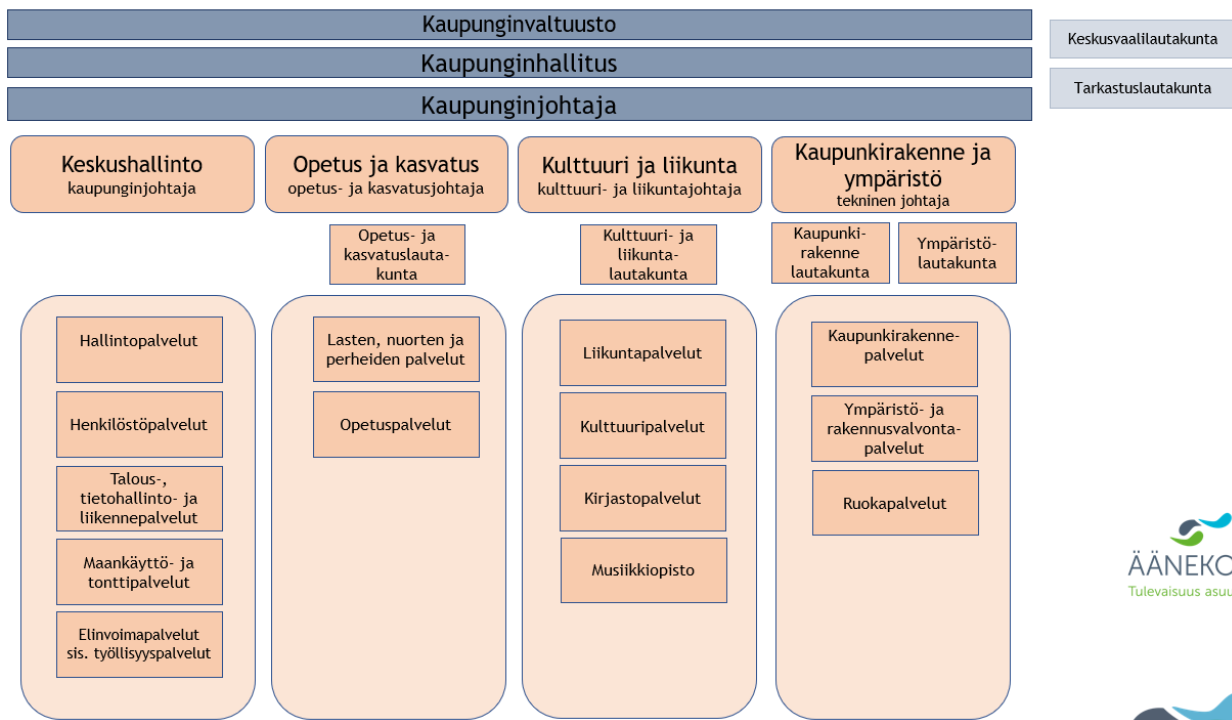 Kaupunginvaltuusto
Kaupunginhallitus
Kaupunginjohtaja
Keskusvaalilautakunta
Tarkastuslautakunta
Keskushallinto
kaupunginjohtaja
Opetus ja kasvatus
opetus- ja kasvatusjohtaja
Kulttuuri ja liikunta
kulttuuri- ja liikuntajohtaja
Kaupunkirakenne ja
ympäristö
tekninen johtaja
Opetus- ja
kasvatuslauta-
kunta
Kulttuuri- ja
liikunta-
lautakunta
Kaupunki-
rakenne
lautakunta
Ympäristö-
lautakunta
Hallintopalvelut
Henkilöstöpalvelut
Talous-,
tietohallinto- ja
liikennepalvelut
Maankäyttö- ja
tonttipalvelut
Elinvoimapalvelut
sis. työllisyyspalvelut
Lasten, nuorten ja
perheiden palvelut
Opetuspalvelut
Liikuntapalvelut
Kulttuuripalvelut
Kirjastopalvelut
Musiikkiopisto
Kaupunkirakenne-
palvelut
Ympäristö- ja
rakennusvalvonta-
palvelut
Ruokapalvelut
ÄÄNEKO
Tulevaisuus asuu